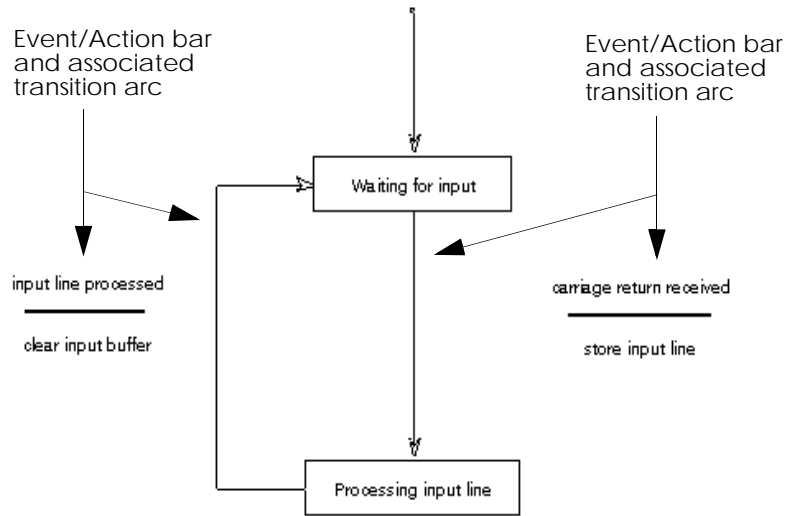 Event/Action bar
and associated
transition arc
Event/Action bar
and associated
transition arc
Waiting for input
input line processed
clear input buffer
carriage return received
store input line
Processing input line